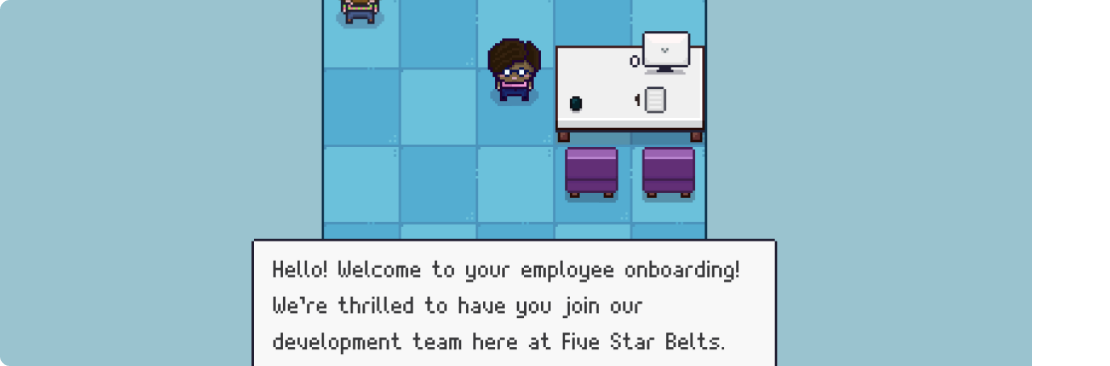 Hello! Welcome to your employee onboarding!
We're thrilled to have you join our
development team here at Five Star Belts.